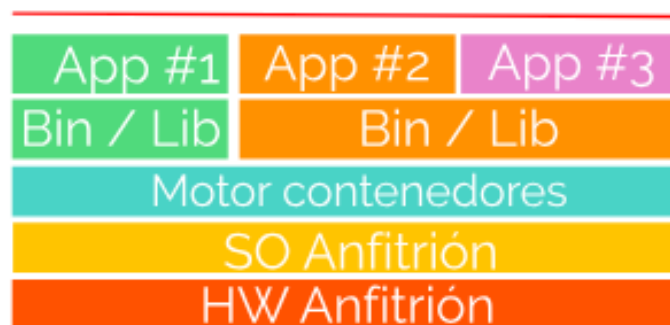 App #1 App #2 App #3
Bin / Lib Bin / Lib
Motor contenedores
SO Anfitrión
HW Anfitrión